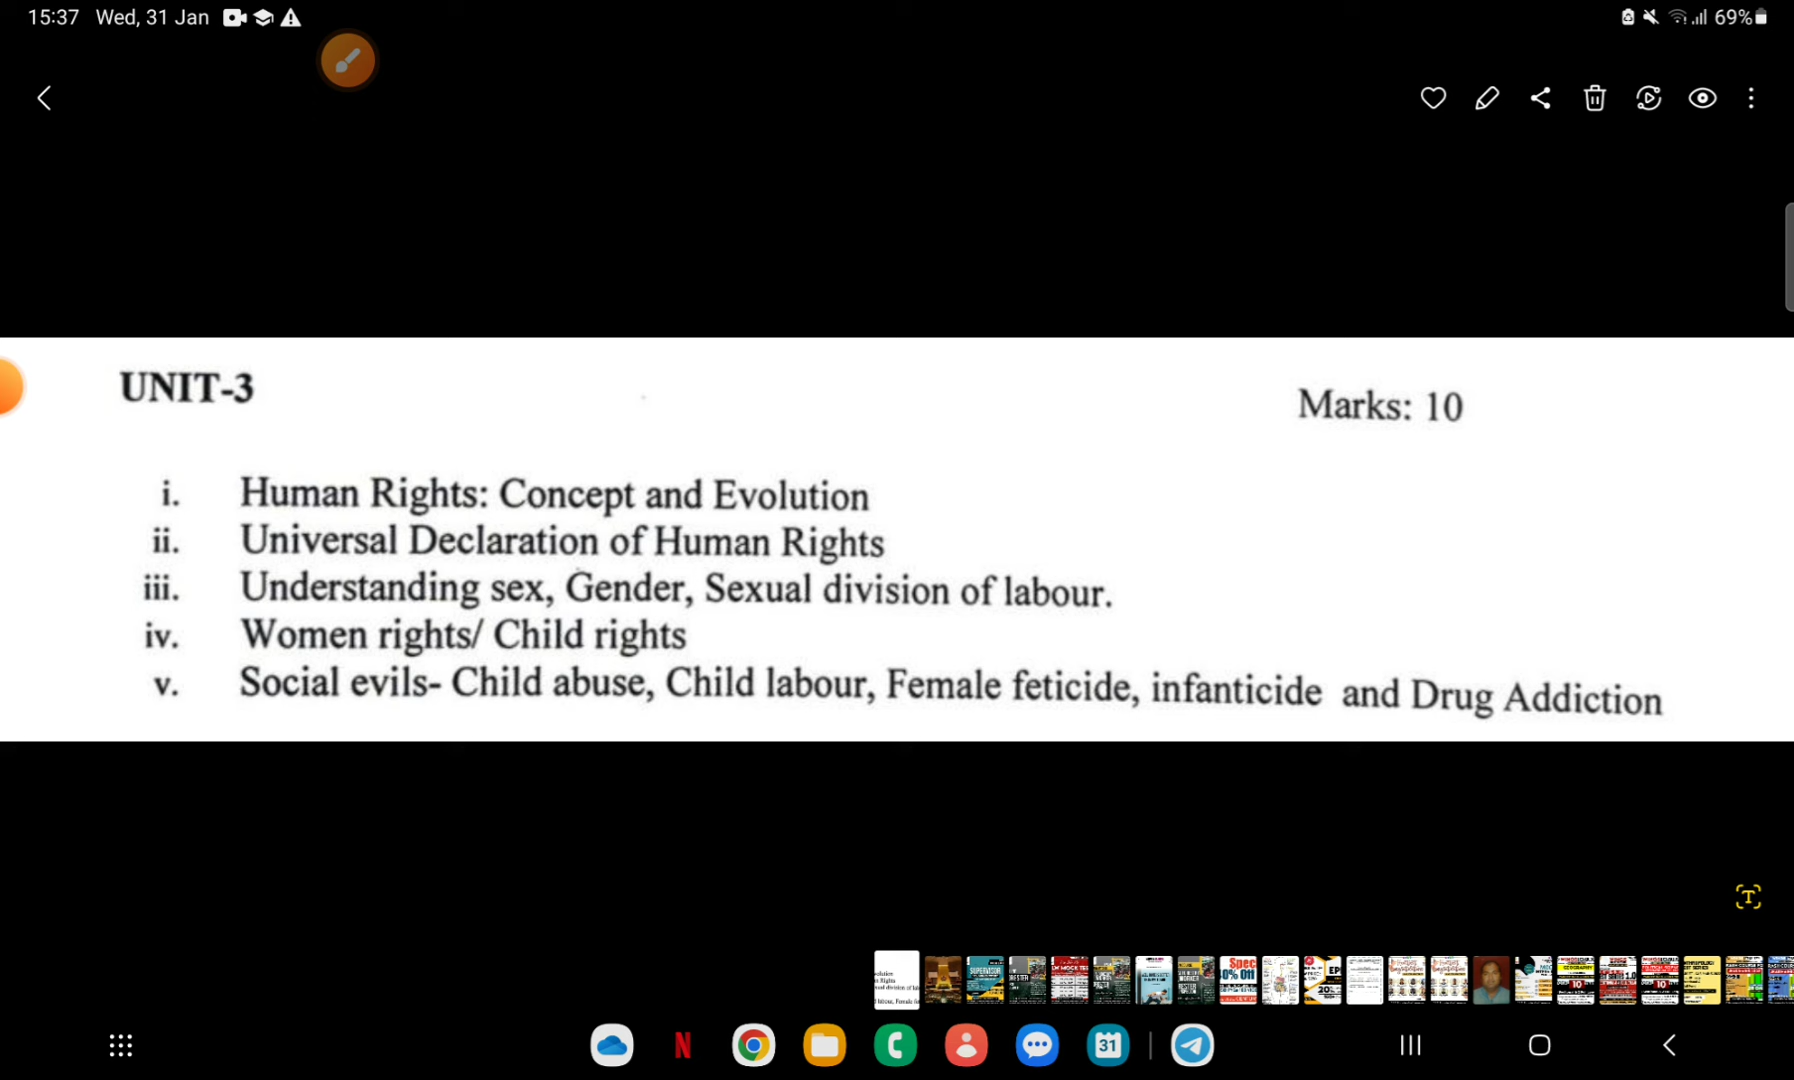 15:37 Wed, 31 Jan 69%
UNIT-3
Marks: 10
i. Human Rights: Concept and Evolution
ii. Universal Declaration of Human Rights
iii. Understanding sex, Gender, Sexual division of labour.
iv. Women rights/ Child rights
v. Social evils- Child abuse, Child labour, Female feticide, infanticide and Drug Addiction
T
SUPERVISOR
N
31